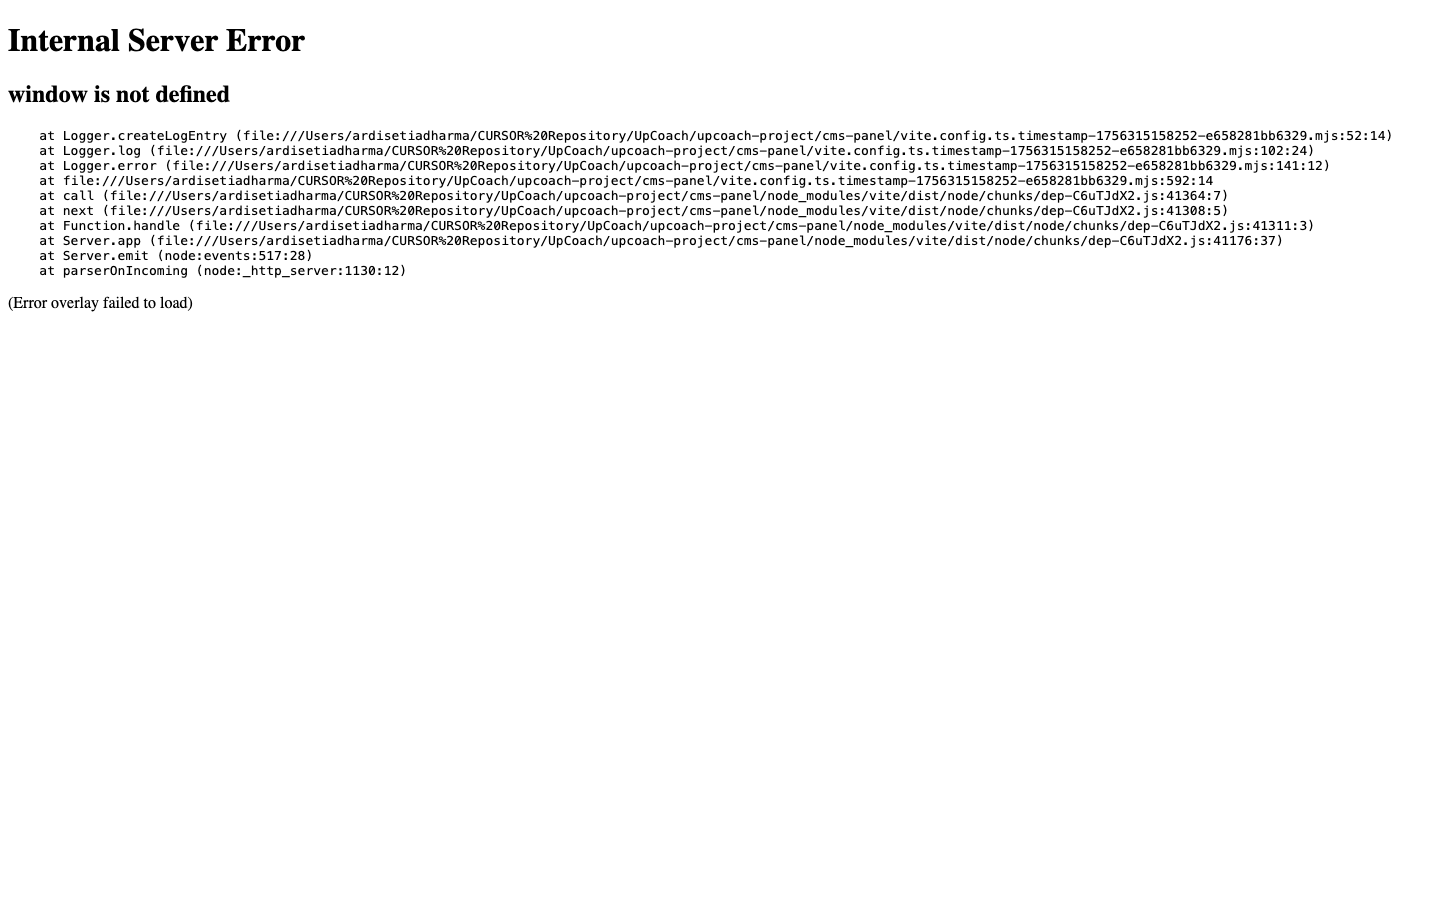 Internal Server Error
window is not defined
at Logger.createLogEntry (file:///Users/ardisetiadharma/CURSOR%20Repository/UpCoach/upcoach-project/cms-panel/vite.config.ts.timestamp-1756315158252-e658281bb6329.mjs:52:14)
at Logger.log (file:///Users/ardisetiadharma/CURSOR%20Repository/UpCoach/upcoach-project/cms-panel/vite.config.ts.timestamp-1756315158252-e658281bb6329.mjs:102:24)
at Logger.error (file:///Users/ardisetiadharma/CURSOR%20Repository/UpCoach/upcoach-project/cms-panel/vite.config.ts.timestamp-1756315158252-e658281bb6329.mjs:141:12)
at file:///Users/ardisetiadharma/CURSOR%20Repository/UpCoach/upcoach-project/cms-panel/vite.config.ts.timestamp-1756315158252-e658281bb6329.mjs:592:14
at call (file:///Users/ardisetiadharma/CURSOR%20Repository/UpCoach/upcoach-project/cms-panel/node_modules/vite/dist/node/chunks/dep-C6uTJdX2.js:41364:7)
at next (file:///Users/ardisetiadharma/CURSOR%20Repository/UpCoach/upcoach-project/cms-panel/node_modules/vite/dist/node/chunks/dep-C6uTJdX2.js:41308:5)
at Function.handle (file:///Users/ardisetiadharma/CURSOR%20Repository/UpCoach/upcoach-project/cms-panel/node_modules/vite/dist/node/chunks/dep-C6uTJdX2.js:41311:3)
at Server.app (file:///Users/ardisetiadharma/CURSOR%20Repository/UpCoach/upcoach-project/cms-panel/node_modules/vite/dist/node/chunks/dep-C6uTJdX2.js:41176:37)
at Server.emit (node:events:517:28)
at parserOnIncoming (node:_http_server:1130:12)
(Error overlay failed to load)